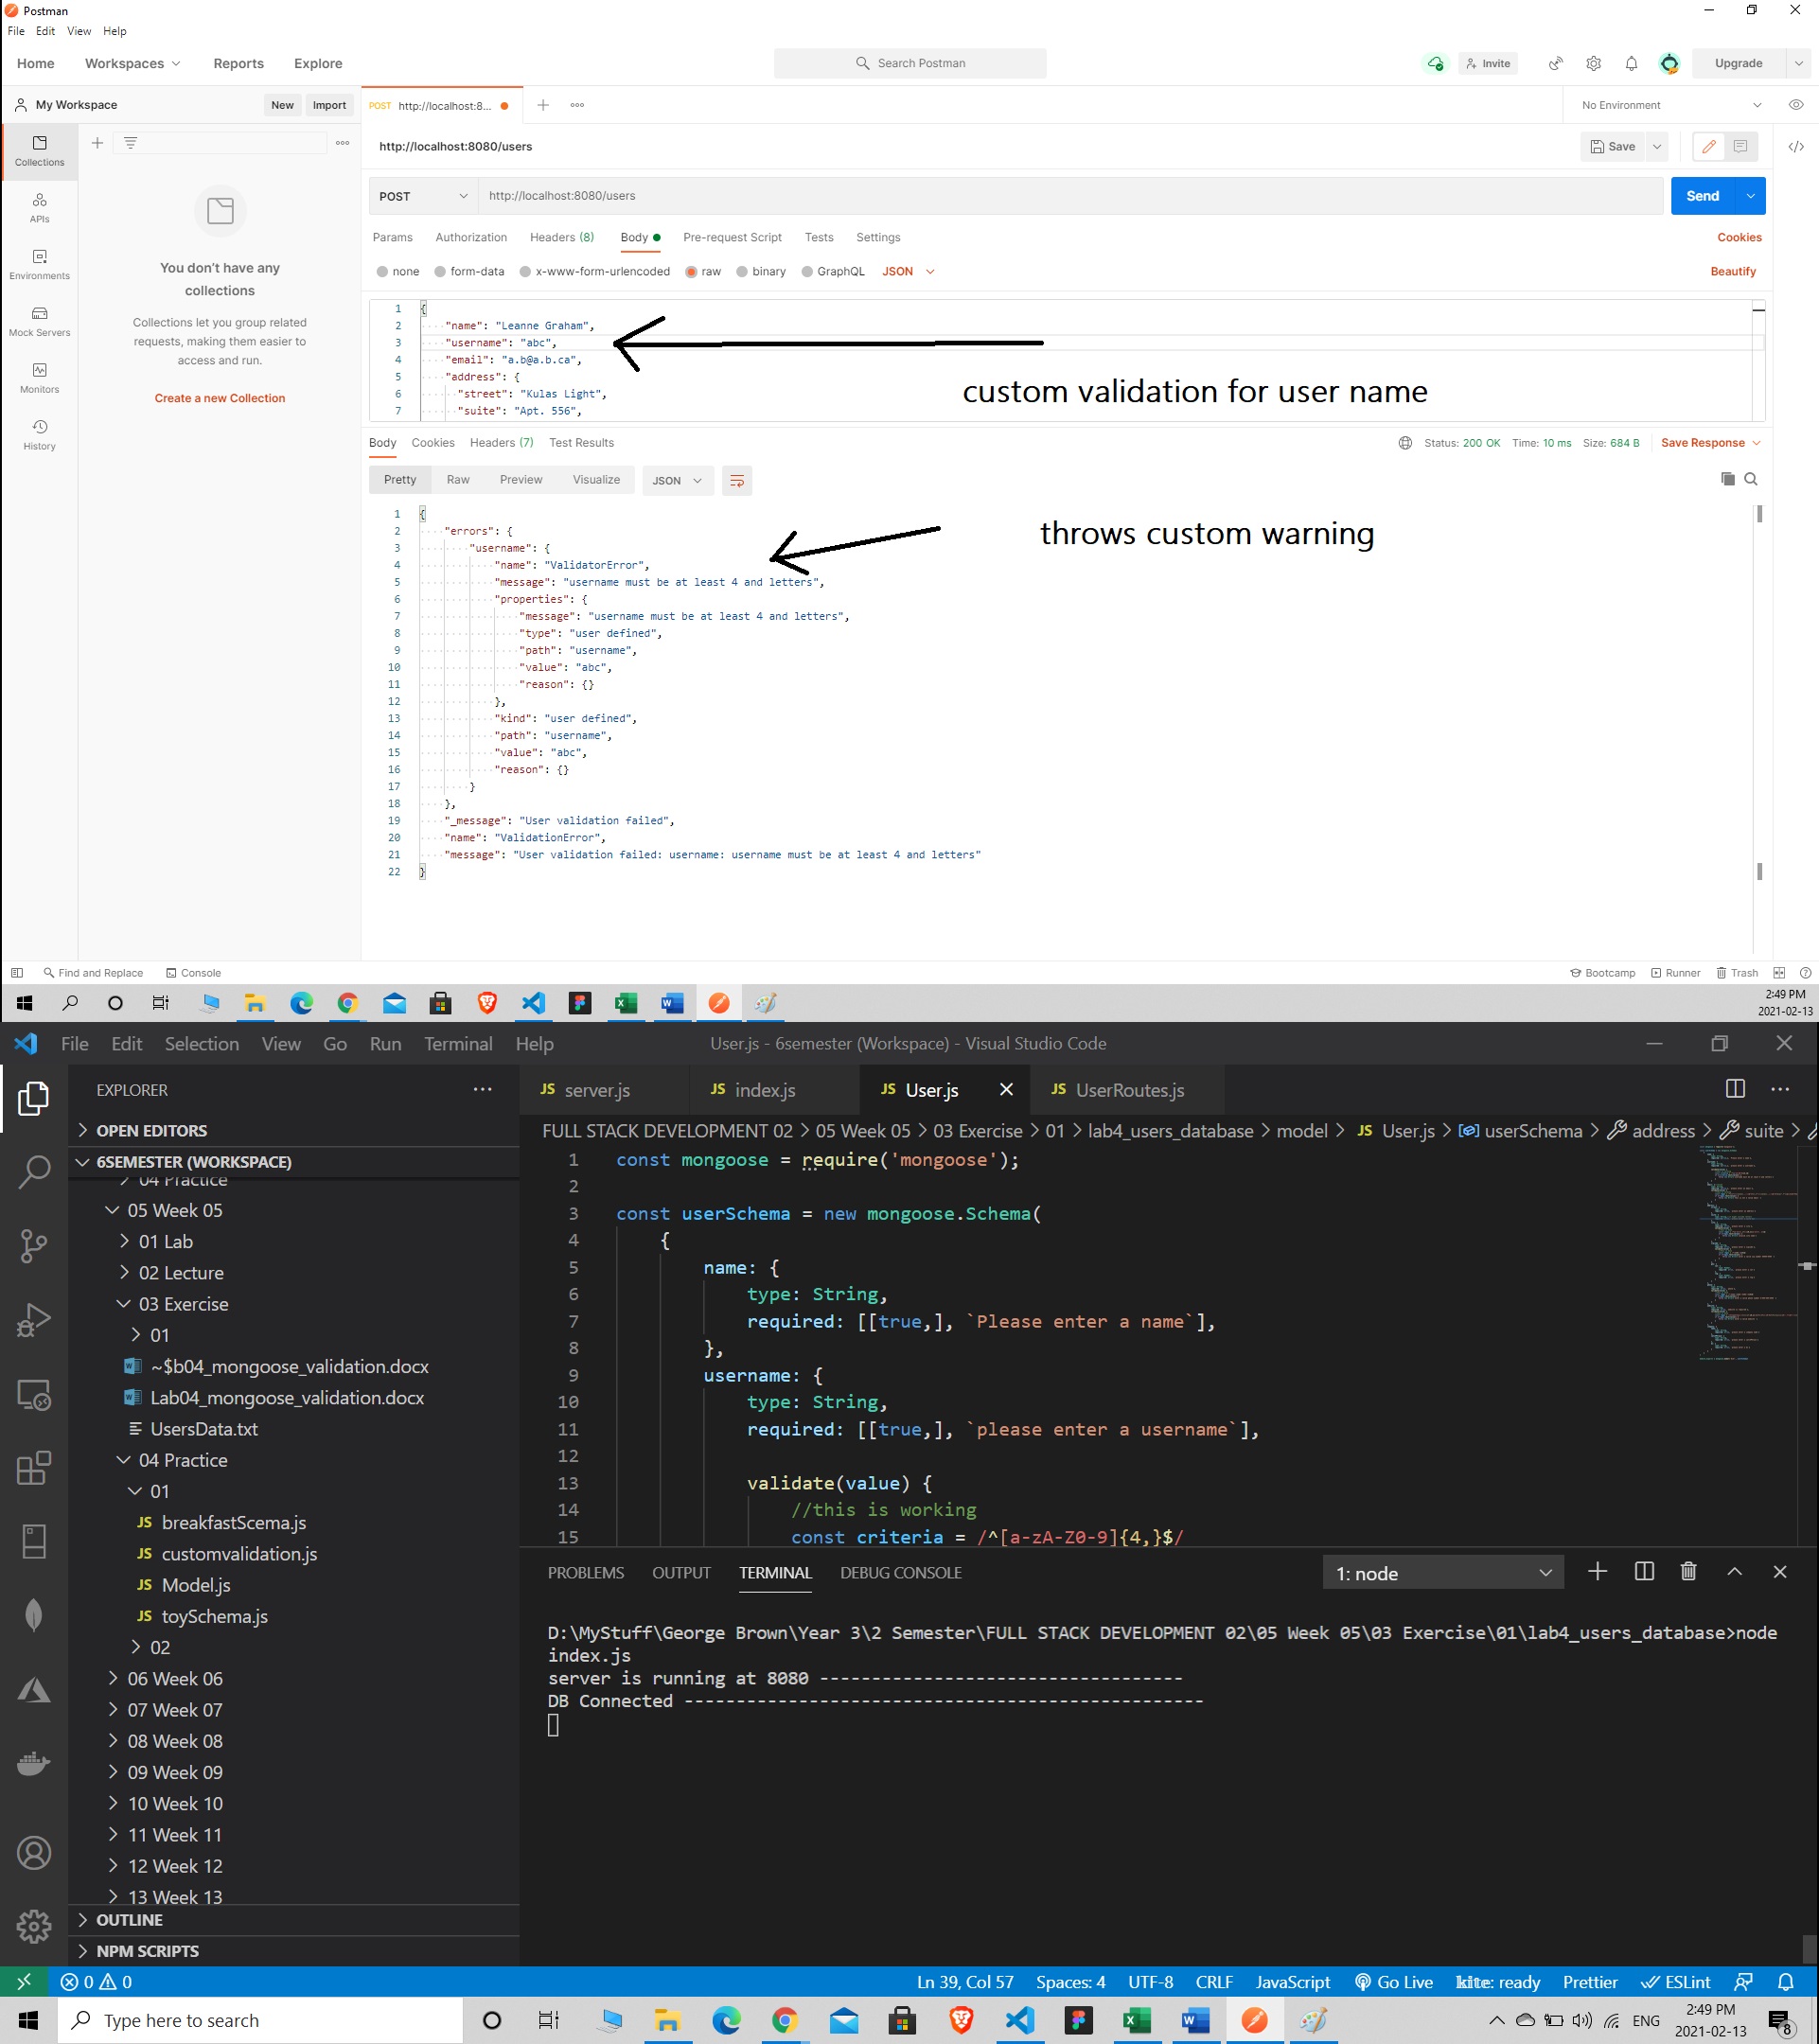 Postman
File Edit View Help
Home Workspaces Reports Explore
Search Postman
Invite
Upgrade
My Workspace
New Import
POST http://localhost:8...
No Environment
Collections
APIs
Environments
Mock Servers
Monitors
History
You don't have any
collections
Collections let you group related
requests, making them easier to
access and run.
Create a new Collection
http://localhost:8080/users
Save
POST http://localhost:8080/users
Send
Params Authorization Headers (8) Body Pre-request Script Tests Settings
Cookies
none form-data x-www-form-urlencoded raw binary GraphQL JSON
Beautify
1 {
2 "name": "Leanne Graham",
3 "username": "abc",
4 "email": "a.b@a.b.ca",
5 "address": {
6 "street": "Kulas Light",
7 "suite": "Apt. 556",
custom validation for user name
Body Cookies Headers (7) Test Results
Status: 200 OK Time: 10 ms Size: 684 B Save Response
Pretty Raw Preview Visualize JSON
throws custom warning
1 {
2 "errors": {
3 "username": {
4 "name": "ValidatorError",
5 "message": "username must be at least 4 and letters",
6 "properties": {
7 "message": "username must be at least 4 and letters",
8 "type": "user defined",
9 "path": "username",
10 "value": "abc",
11 "reason": {}
12 },
13 "kind": "user defined",
14 "path": "username",
15 "value": "abc",
16 "reason": {}
17 }
18 },
19 "_message": "User validation failed",
20 "name": "ValidationError",
21 "message": "User validation failed: username: username must be at least 4 and letters"
22 }
Find and Replace Console
Bootcamp Runner Trash
2:49 PM
2021-02-13
File Edit Selection View Go Run Terminal Help
User.js - 6semester (Workspace) - Visual Studio Code
EXPLORER
JS server.js JS index.js JS User.js JS UserRoutes.js
OPEN EDITORS
6SEMESTER (WORKSPACE)
04 Practice
05 Week 05
01 Lab
02 Lecture
03 Exercise
01
~$b04_mongoose_validation.docx
Lab04_mongoose_validation.docx
UsersData.txt
04 Practice
01
JS breakfastScema.js
JS customvalidation.js
JS Model.js
JS toySchema.js
02
06 Week 06
07 Week 07
08 Week 08
09 Week 09
10 Week 10
11 Week 11
12 Week 12
13 Week 13
OUTLINE
NPM SCRIPTS
FULL STACK DEVELOPMENT 02 > 05 Week 05 > 03 Exercise > 01 > lab4_users_database > model > JS User.js > userSchema > address > suite >
1 const mongoose = require('mongoose');
2
3 const userSchema = new mongoose.Schema(
4 {
5 name: {
6 type: String,
7 required: [[true,], `Please enter a name`],
8 },
9 username: {
10 type: String,
11 required: [[true,], `please enter a username`],
12
13 validate(value) {
14 //this is working
15 const criteria = /^[a-zA-Z0-9]{4,}$/
PROBLEMS OUTPUT TERMINAL DEBUG CONSOLE
1: node
D:\MyStuff\George Brown\Year 3\2 Semester\FULL STACK DEVELOPMENT 02\05 Week 05\03 Exercise\01\lab4_users_database>node
index.js
server is running at 8080 -----------------------------------
DB Connected --------------------------------------------------
0 0
Ln 39, Col 57 Spaces: 4 UTF-8 CRLF JavaScript Go Live kite: ready Prettier ESLint
Type here to search
ENG
2:49 PM
2021-02-13
8